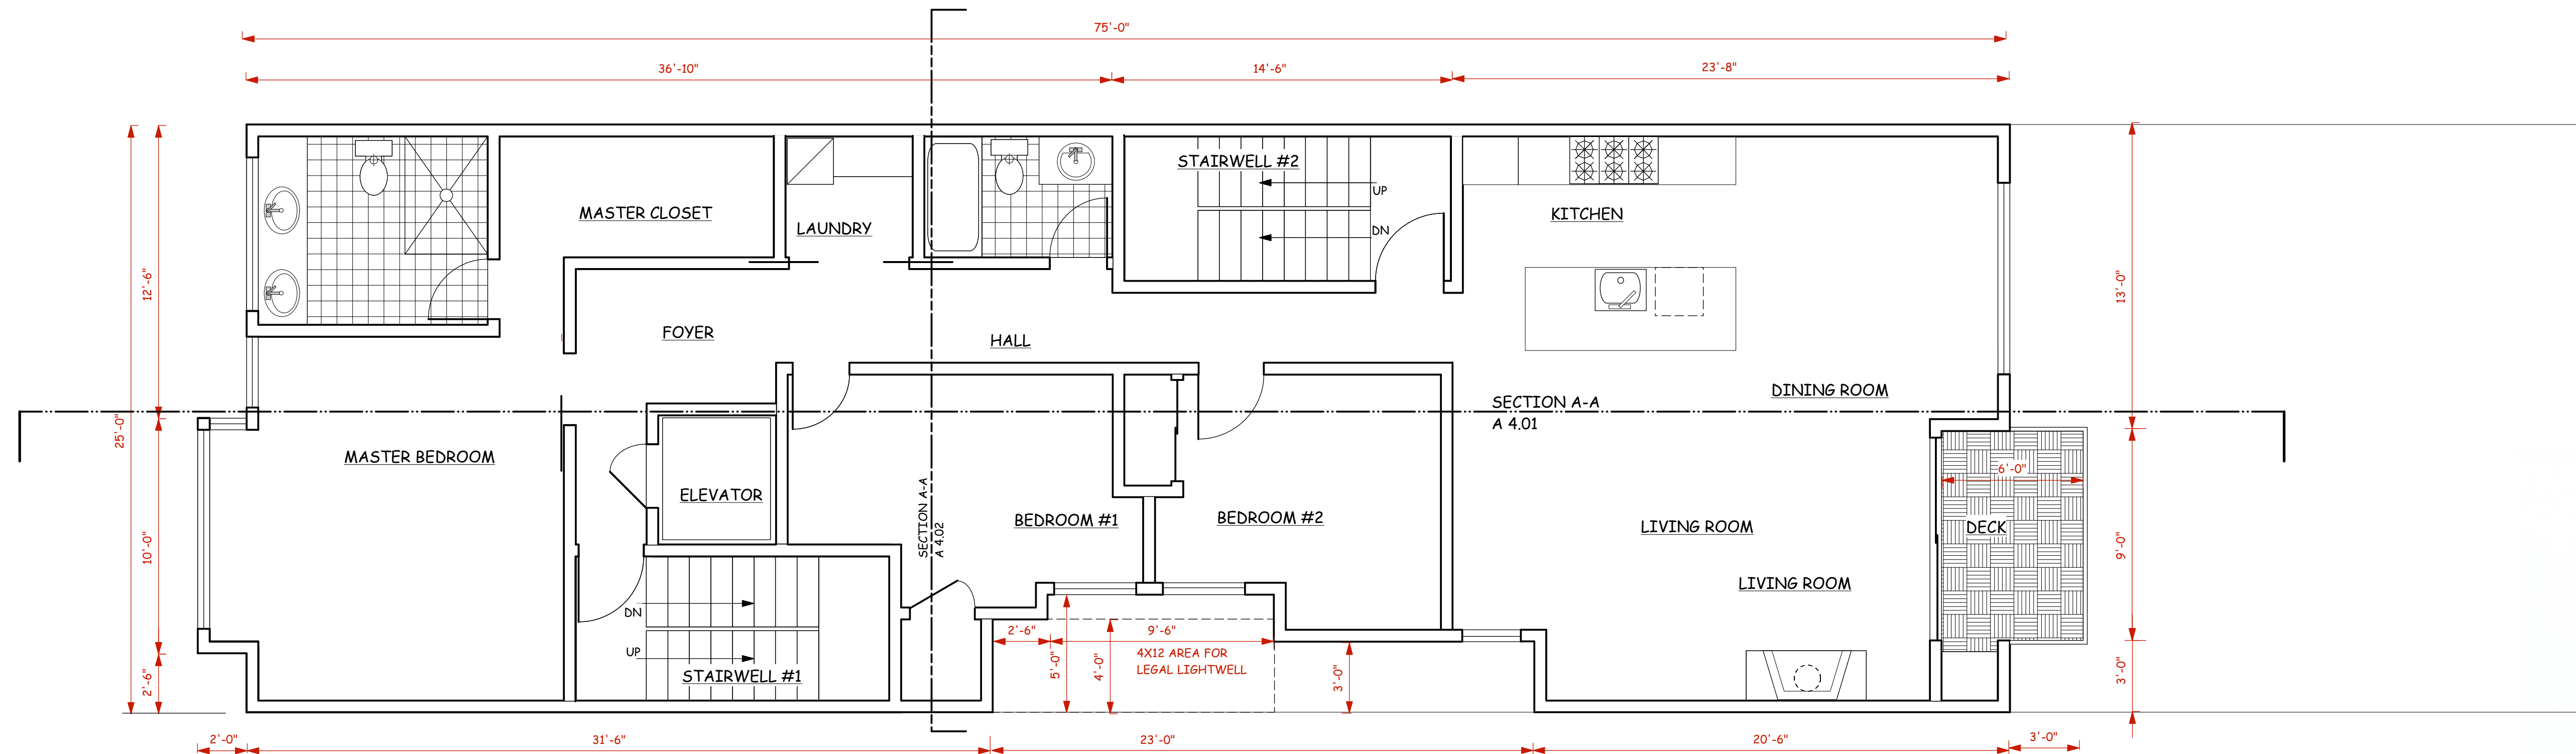 75'-0"
36'-10"
14'-6"
23'-8"
STAIRWELL #2
UP
DN
KITCHEN
MASTER CLOSET
LAUNDRY
12'-6"
13'-0"
FOYER
HALL
DINING ROOM
SECTION A-A
A 4.01
25'-0"
MASTER BEDROOM
ELEVATOR
SECTION A-A
A 4.02
BEDROOM #1
BEDROOM #2
LIVING ROOM
6'-0"
DECK
10'-0"
9'-0"
LIVING ROOM
DN
UP
STAIRWELL #1
2'-6"
9'-6"
4X12 AREA FOR
LEGAL LIGHTWELL
5'-0"
4'-0"
3'-0"
2'-6"
3'-0"
2'-0"
31'-6"
23'-0"
20'-6"
3'-0"